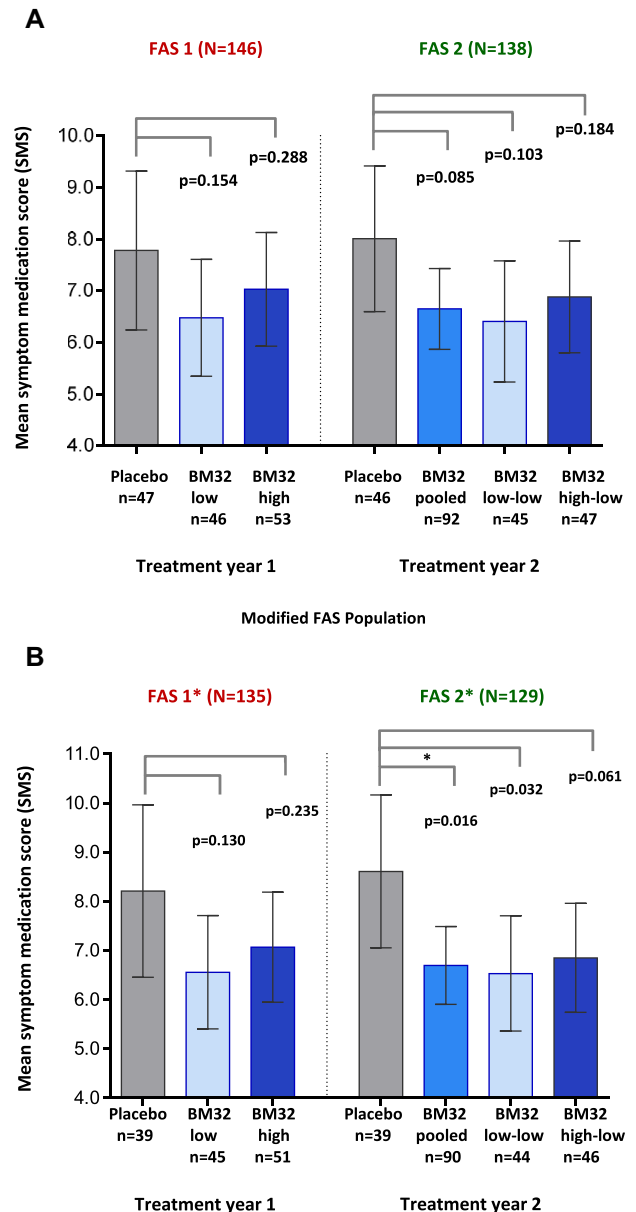 A
FAS 1 (N=146)
FAS 2 (N=138)
Mean symptom medication score (SMS)
10.0
9.0
8.0
7.0
6.0
5.0
4.0
p=0.154
p=0.288
p=0.085
p=0.103
p=0.184
Placebo
n=47
BM32
low
n=46
BM32
high
n=53
Placebo
n=46
BM32
pooled
n=92
BM32
low-low
n=45
BM32
high-low
n=47
Treatment year 1
Treatment year 2
Modified FAS Population
B
FAS 1* (N=135)
FAS 2* (N=129)
Mean symptom medication score (SMS)
11.0
10.0
9.0
8.0
7.0
6.0
5.0
4.0
p=0.130
p=0.235
*
p=0.016
p=0.032
p=0.061
Placebo
n=39
BM32
low
n=45
BM32
high
n=51
Placebo
n=39
BM32
pooled
n=90
BM32
low-low
n=44
BM32
high-low
n=46
Treatment year 1
Treatment year 2